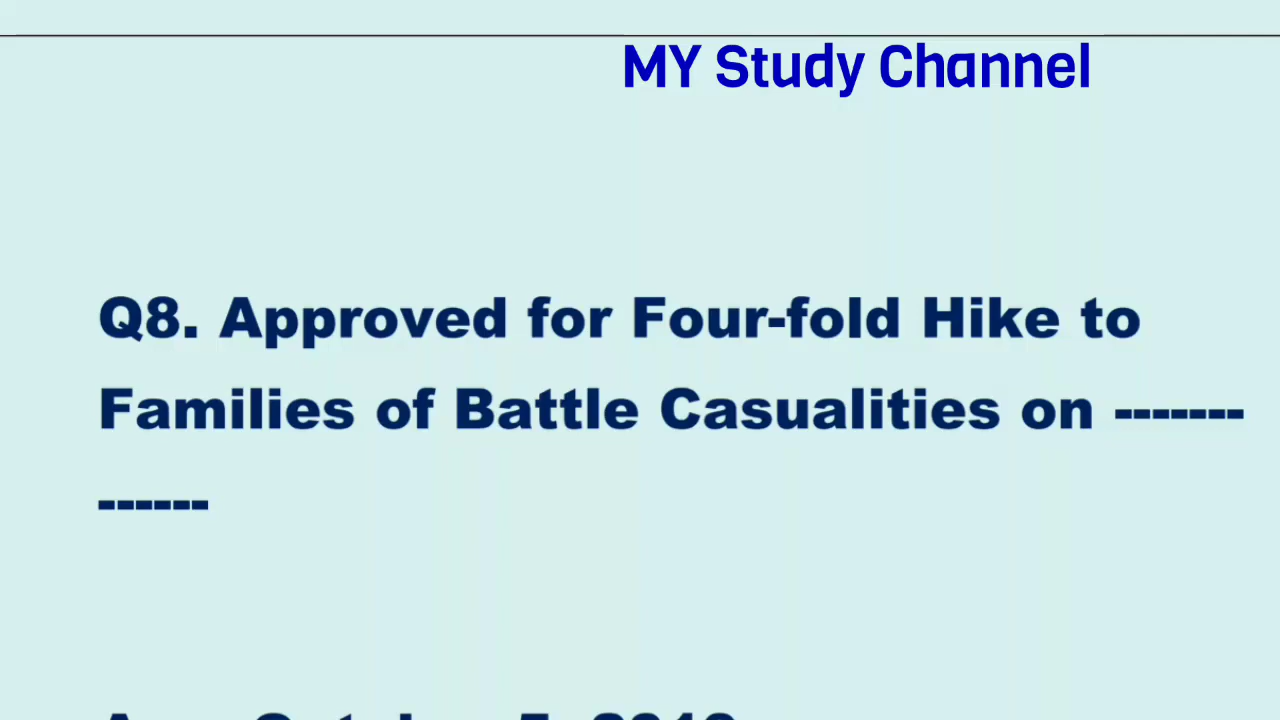 MY Study Channel
Q8. Approved for Four-fold Hike to
Families of Battle Casualities on -------
------